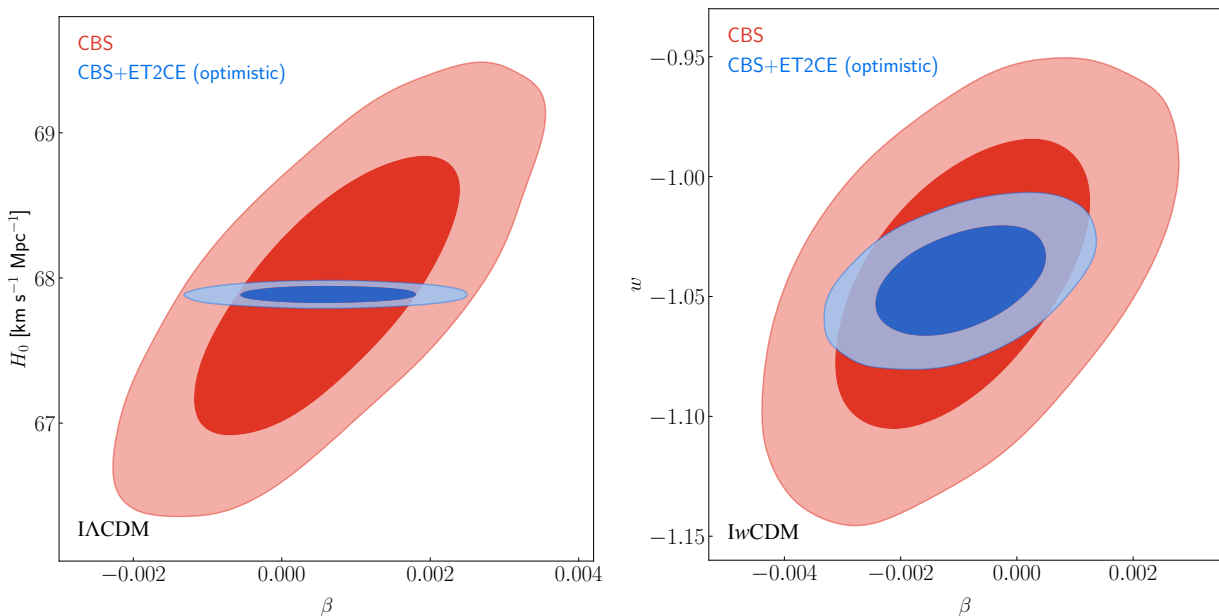 CBS
CBS+ET2CE (optimistic)
69
68
67
H₀ [km s⁻¹ Mpc⁻¹]
IΛCDM
−0.002
0.000
0.002
0.004
β
CBS
CBS+ET2CE (optimistic)
−0.95
−1.00
−1.05
−1.10
−1.15
w
IwCDM
−0.004
−0.002
0.000
0.002
β